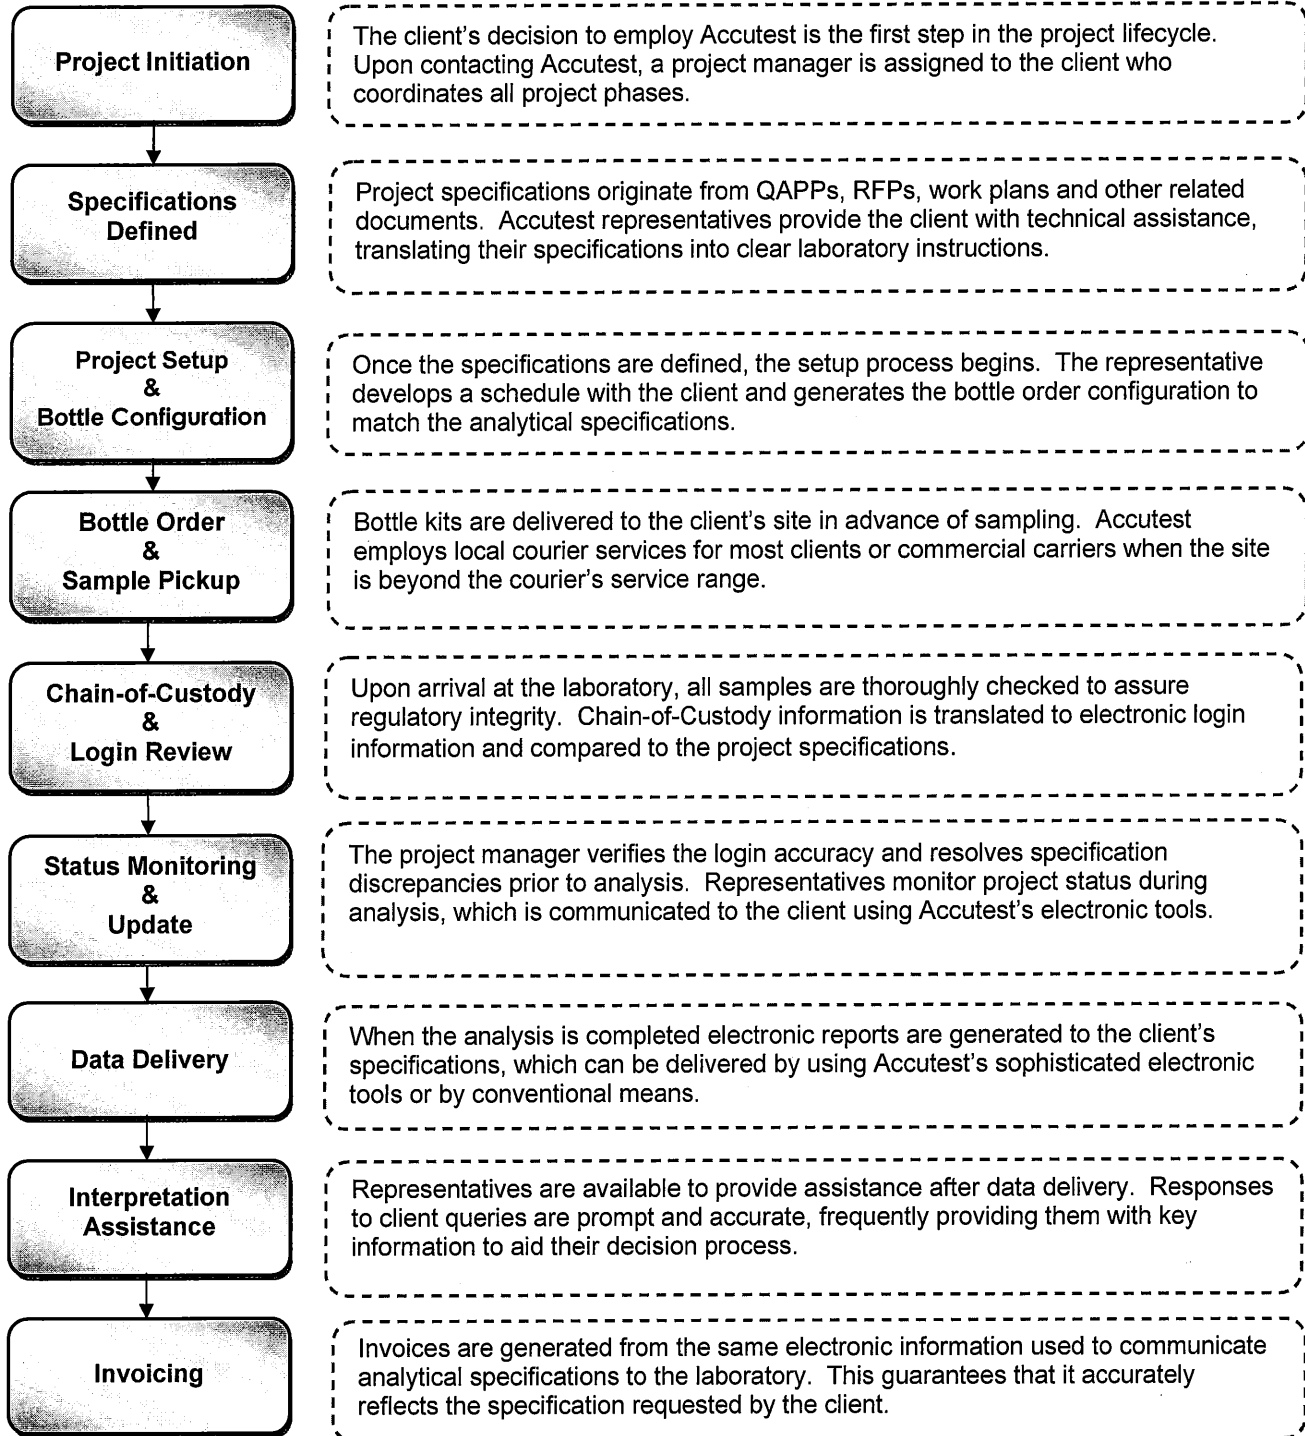 Project Initiation
The client's decision to employ Accutest is the first step in the project lifecycle.
Upon contacting Accutest, a project manager is assigned to the client who
coordinates all project phases.
Specifications
Defined
Project specifications originate from QAPPs, RFPs, work plans and other related
documents. Accutest representatives provide the client with technical assistance,
translating their specifications into clear laboratory instructions.
Project Setup
&
Bottle Configuration
Once the specifications are defined, the setup process begins. The representative
develops a schedule with the client and generates the bottle order configuration to
match the analytical specifications.
Bottle Order
&
Sample Pickup
Bottle kits are delivered to the client's site in advance of sampling. Accutest
employs local courier services for most clients or commercial carriers when the site
is beyond the courier's service range.
Chain-of-Custody
&
Login Review
Upon arrival at the laboratory, all samples are thoroughly checked to assure
regulatory integrity. Chain-of-Custody information is translated to electronic login
information and compared to the project specifications.
Status Monitoring
&
Update
The project manager verifies the login accuracy and resolves specification
discrepancies prior to analysis. Representatives monitor project status during
analysis, which is communicated to the client using Accutest's electronic tools.
Data Delivery
When the analysis is completed electronic reports are generated to the client's
specifications, which can be delivered by using Accutest's sophisticated electronic
tools or by conventional means.
Interpretation
Assistance
Representatives are available to provide assistance after data delivery. Responses
to client queries are prompt and accurate, frequently providing them with key
information to aid their decision process.
Invoicing
Invoices are generated from the same electronic information used to communicate
analytical specifications to the laboratory. This guarantees that it accurately
reflects the specification requested by the client.